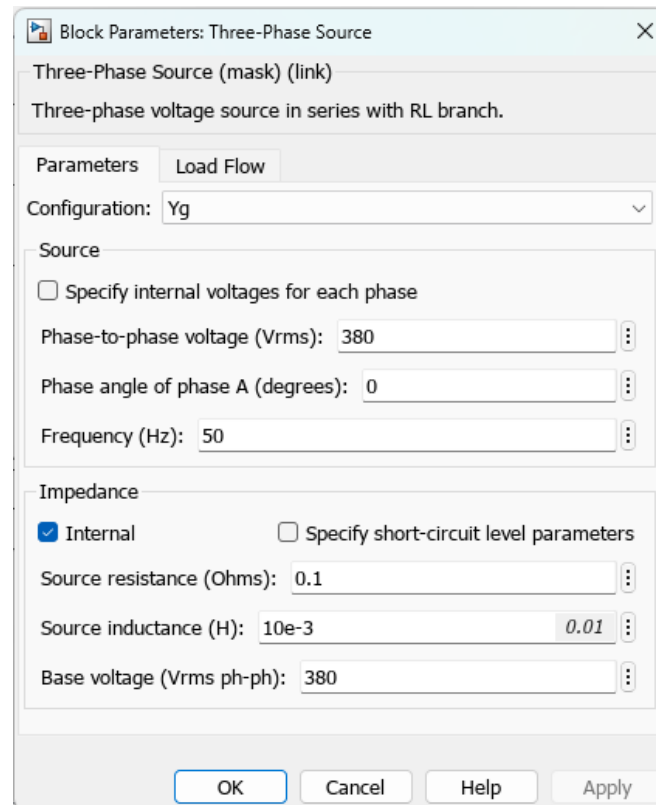 Block Parameters: Three-Phase Source
Three-Phase Source (mask) (link)
Three-phase voltage source in series with RL branch.
Parameters Load Flow
Configuration: Yg
Source
Specify internal voltages for each phase
Phase-to-phase voltage (Vrms): 380
Phase angle of phase A (degrees): 0
Frequency (Hz): 50
Impedance
Internal Specify short-circuit level parameters
Source resistance (Ohms): 0.1
Source inductance (H): 10e-3 0.01
Base voltage (Vrms ph-ph): 380
OK Cancel Help Apply